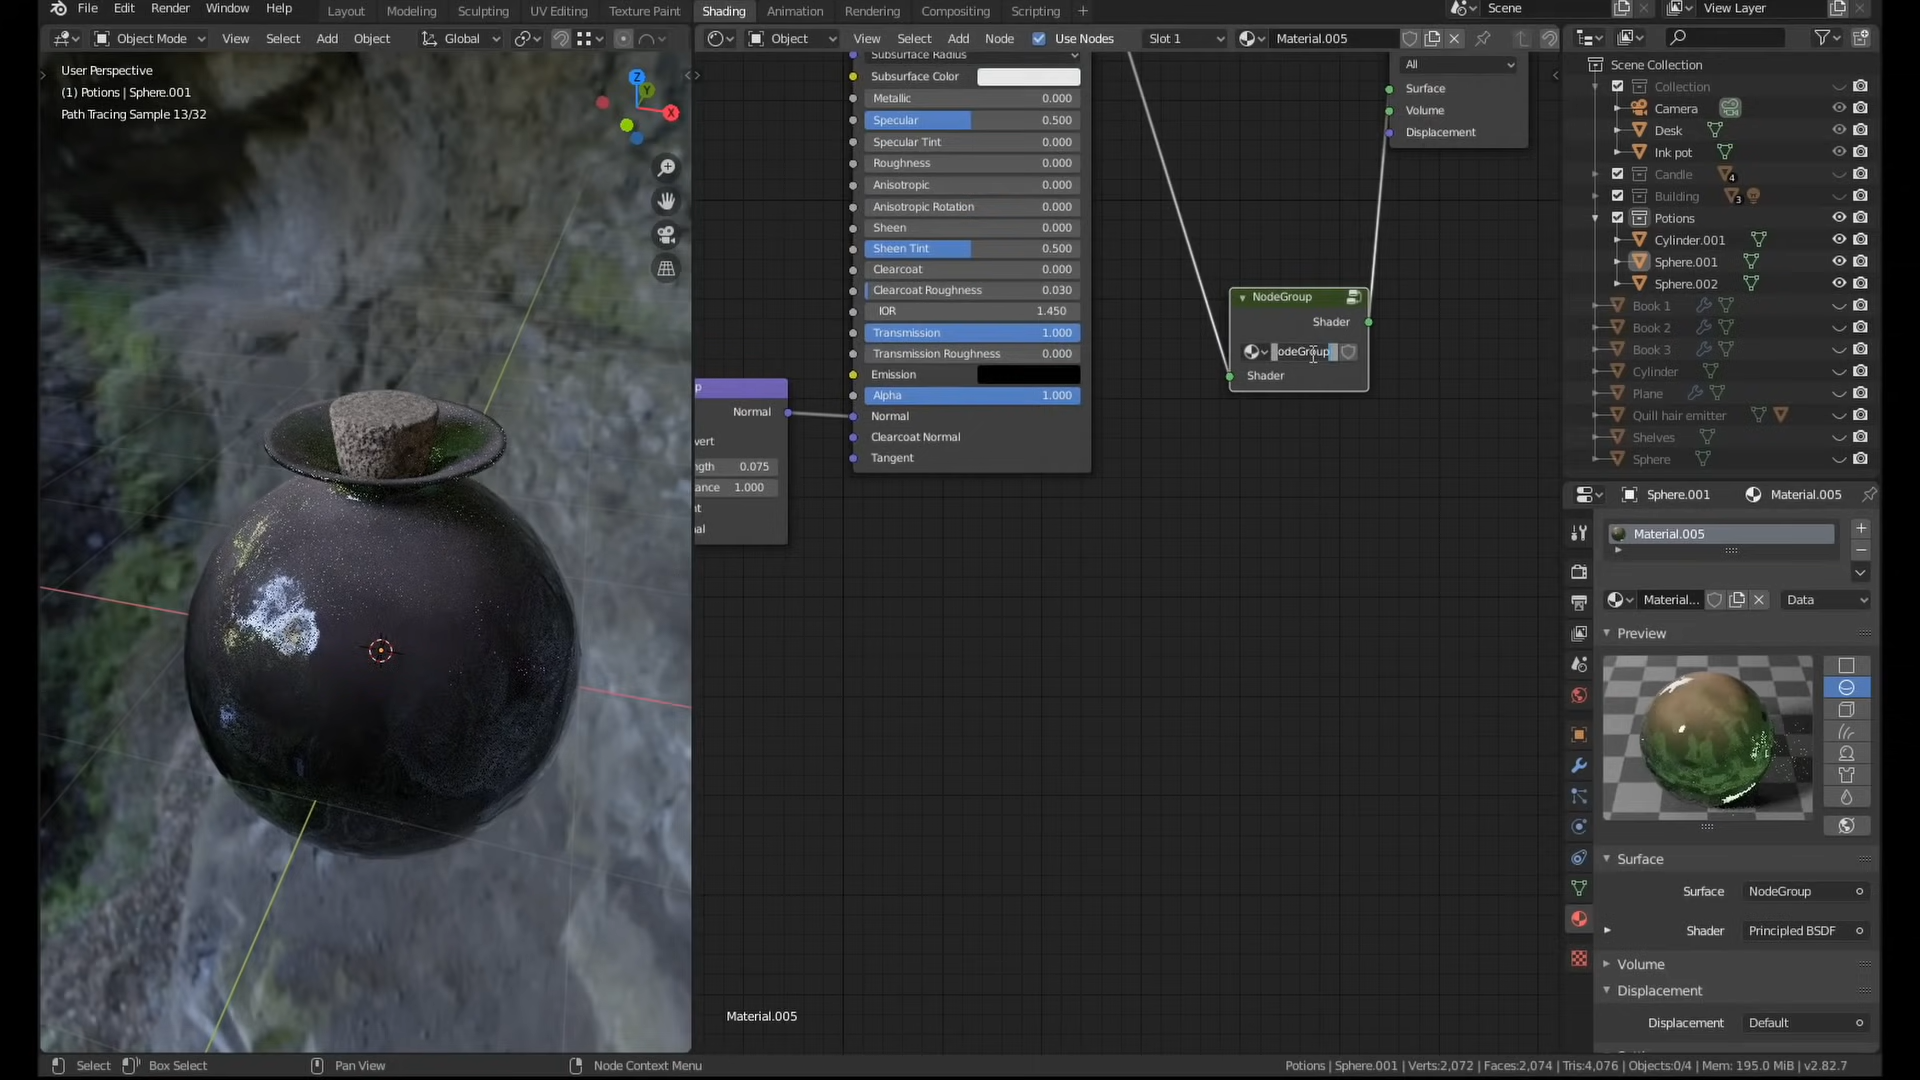 File Edit Render Window Help Layout Modeling Sculpting UV Editing Texture Paint Shading Animation Rendering Compositing Scripting + Scene View Layer
Object Mode View Select Add Object Global Object View Select Add Node Use Nodes Slot 1 Material.005
User Perspective
(1) Potions | Sphere.001
Path Tracing Sample 13/32
Z
Y
X
Subsurface Radius
Subsurface Color
Metallic 0.000
Specular 0.500
Specular Tint 0.000
Roughness 0.000
Anisotropic 0.000
Anisotropic Rotation 0.000
Sheen 0.000
Sheen Tint 0.500
Clearcoat 0.000
Clearcoat Roughness 0.030
IOR 1.450
Transmission 1.000
Transmission Roughness 0.000
Emission
Alpha 1.000
Normal
Clearcoat Normal
Tangent
p
Normal
vert
ngth 0.075
ance 1.000
nt
nal
NodeGroup
Shader
odeGroup
Shader
All
Surface
Volume
Displacement
Material.005
Scene Collection
Collection
Camera
Desk
Ink pot
Candle 4
Building 3
Potions
Cylinder.001
Sphere.001
Sphere.002
Book 1
Book 2
Book 3
Cylinder
Plane
Quill hair emitter
Shelves
Sphere
Sphere.001 Material.005
Material.005
Material... Data
Preview
Surface
Surface NodeGroup
Shader Principled BSDF
Volume
Displacement
Displacement Default
Select Box Select Pan View Node Context Menu Potions | Sphere.001 | Verts:2,072 | Faces:2,074 | Tris:4,076 | Objects:0/4 | Mem: 195.0 MiB | v2.82.7